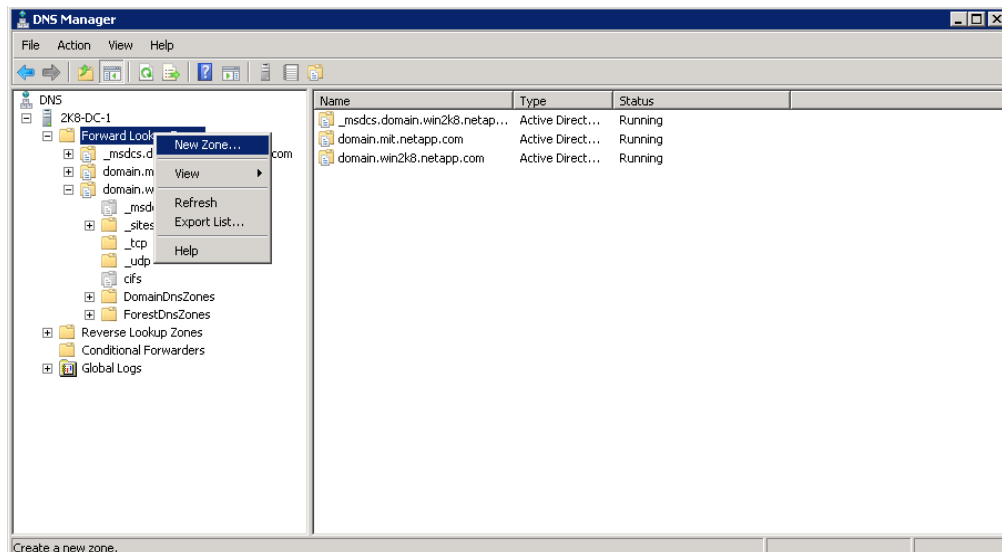 DNS Manager
File Action View Help
DNS
2K8-DC-1
Forward Look
_msdcs.d com
domain.m
domain.w
_msd
_sites
_tcp
_udp
cifs
DomainDnsZones
ForestDnsZones
Reverse Lookup Zones
Conditional Forwarders
Global Logs
New Zone...
View
Refresh
Export List...
Help
Name Type Status
_msdcs.domain.win2k8.netap... Active Direct... Running
domain.mit.netapp.com Active Direct... Running
domain.win2k8.netapp.com Active Direct... Running
Create a new zone.